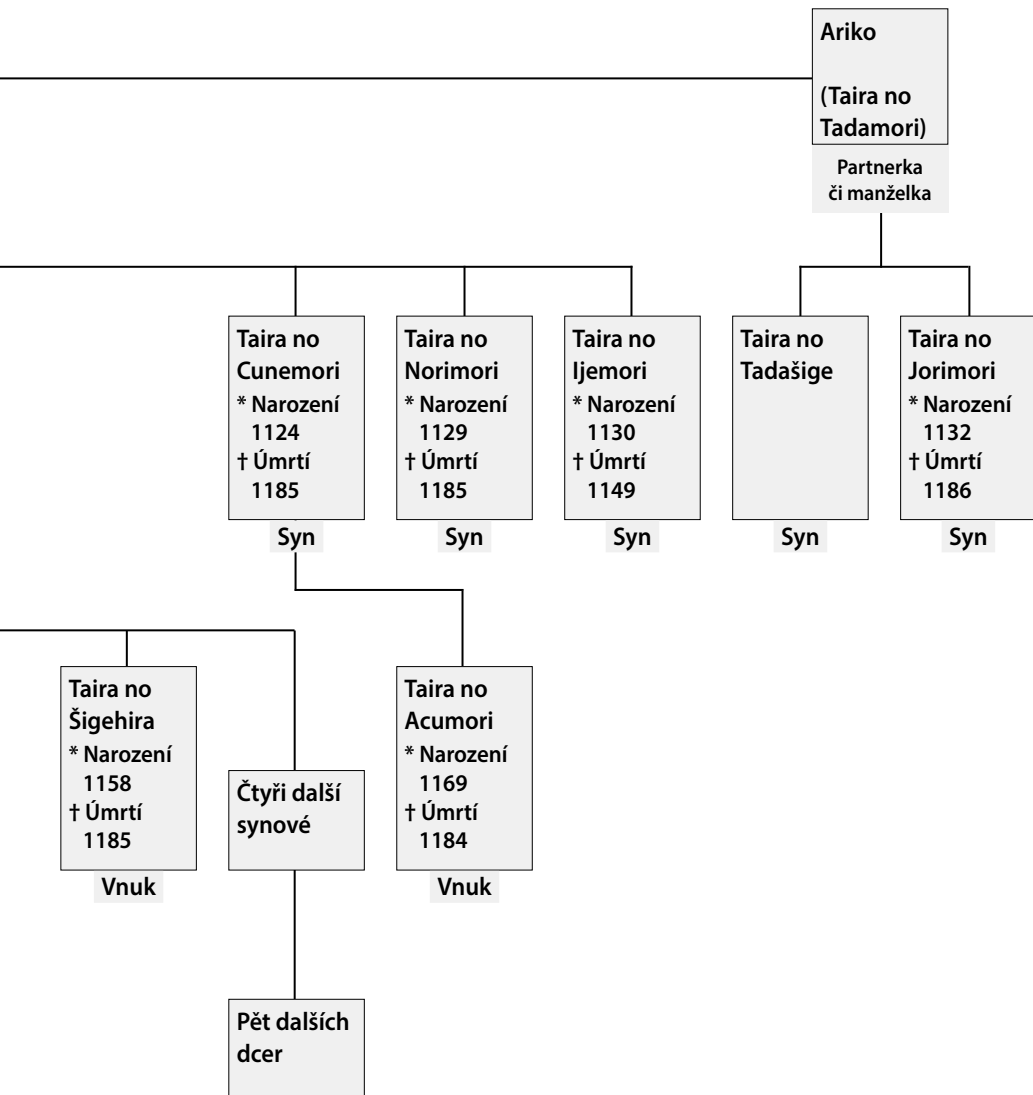 Ariko
(Taira no
Tadamori)
Partnerka
či manželka
Taira no
Cunemori
* Narození
1124
† Úmrtí
1185
Syn
Taira no
Norimori
* Narození
1129
† Úmrtí
1185
Syn
Taira no
Ijemori
* Narození
1130
† Úmrtí
1149
Syn
Taira no
Tadašige
Syn
Taira no
Jorimori
* Narození
1132
† Úmrtí
1186
Syn
Taira no
Šigehira
* Narození
1158
† Úmrtí
1185
Vnuk
Čtyři další
synové
Taira no
Acumori
* Narození
1169
† Úmrtí
1184
Vnuk
Pět dalších
dcer